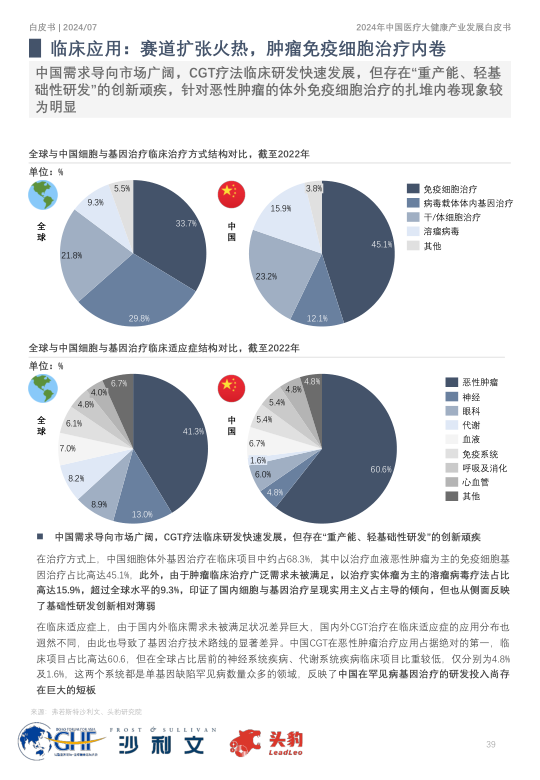 白皮书 | 2024/07
2024年中国医疗大健康产业发展白皮书
临床应用：赛道扩张火热，肿瘤免疫细胞治疗内卷
中国需求导向市场广阔，CGT疗法临床研发快速发展，但存在“重产能、轻基
础性研发”的创新顽疾，针对恶性肿瘤的体外免疫细胞治疗的扎堆内卷现象较
为明显
全球与中国细胞与基因治疗临床治疗方式结构对比，截至2022年
单位：%
全球
33.7%
29.8%
21.8%
9.3%
5.5%
中国
45.1%
12.1%
23.2%
15.9%
3.8%
免疫细胞治疗
病毒载体体内基因治疗
干/体细胞治疗
溶瘤病毒
其他
全球与中国细胞与基因治疗临床适应症结构对比，截至2022年
单位：%
全球
41.3%
13.0%
8.9%
8.2%
7.0%
6.1%
4.8%
4.0%
6.7%
中国
60.6%
4.8%
6.0%
1.6%
6.7%
5.4%
5.4%
4.8%
4.8%
恶性肿瘤
神经
眼科
代谢
血液
免疫系统
呼吸及消化
心血管
其他
中国需求导向市场广阔，CGT疗法临床研发快速发展，但存在“重产能、轻基础性研发”的创新顽疾
在治疗方式上，中国细胞体外基因治疗在临床项目中约占68.3%，其中以治疗血液恶性肿瘤为主的免疫细胞基
因治疗占比高达45.1%，此外，由于肿瘤临床治疗广泛需求未被满足，以治疗实体瘤为主的溶瘤病毒疗法占比
高达15.9%，超过全球水平的9.3%，印证了国内细胞与基因治疗呈现实用主义占主导的倾向，但也从侧面反映
了基础性研发创新相对薄弱
在临床适应症上，由于国内外临床需求未被满足状况差异巨大，国内外CGT治疗在临床适应症的应用分布也
迥然不同，由此也导致了基因治疗技术路线的显著差异。中国CGT在恶性肿瘤治疗应用占据绝对的第一，临
床项目占比高达60.6，但在全球占比居前的神经系统疾病、代谢系统疾病临床项目比重较低，仅分别为4.8%
及1.6%，这两个系统都是单基因缺陷罕见病数量众多的领域，反映了中国在罕见病基因治疗的研发投入尚存
在巨大的短板
来源：弗若斯特沙利文，头豹研究院
GHF
FROST & SULLIVAN
沙利文
头豹
LeadLeo
39